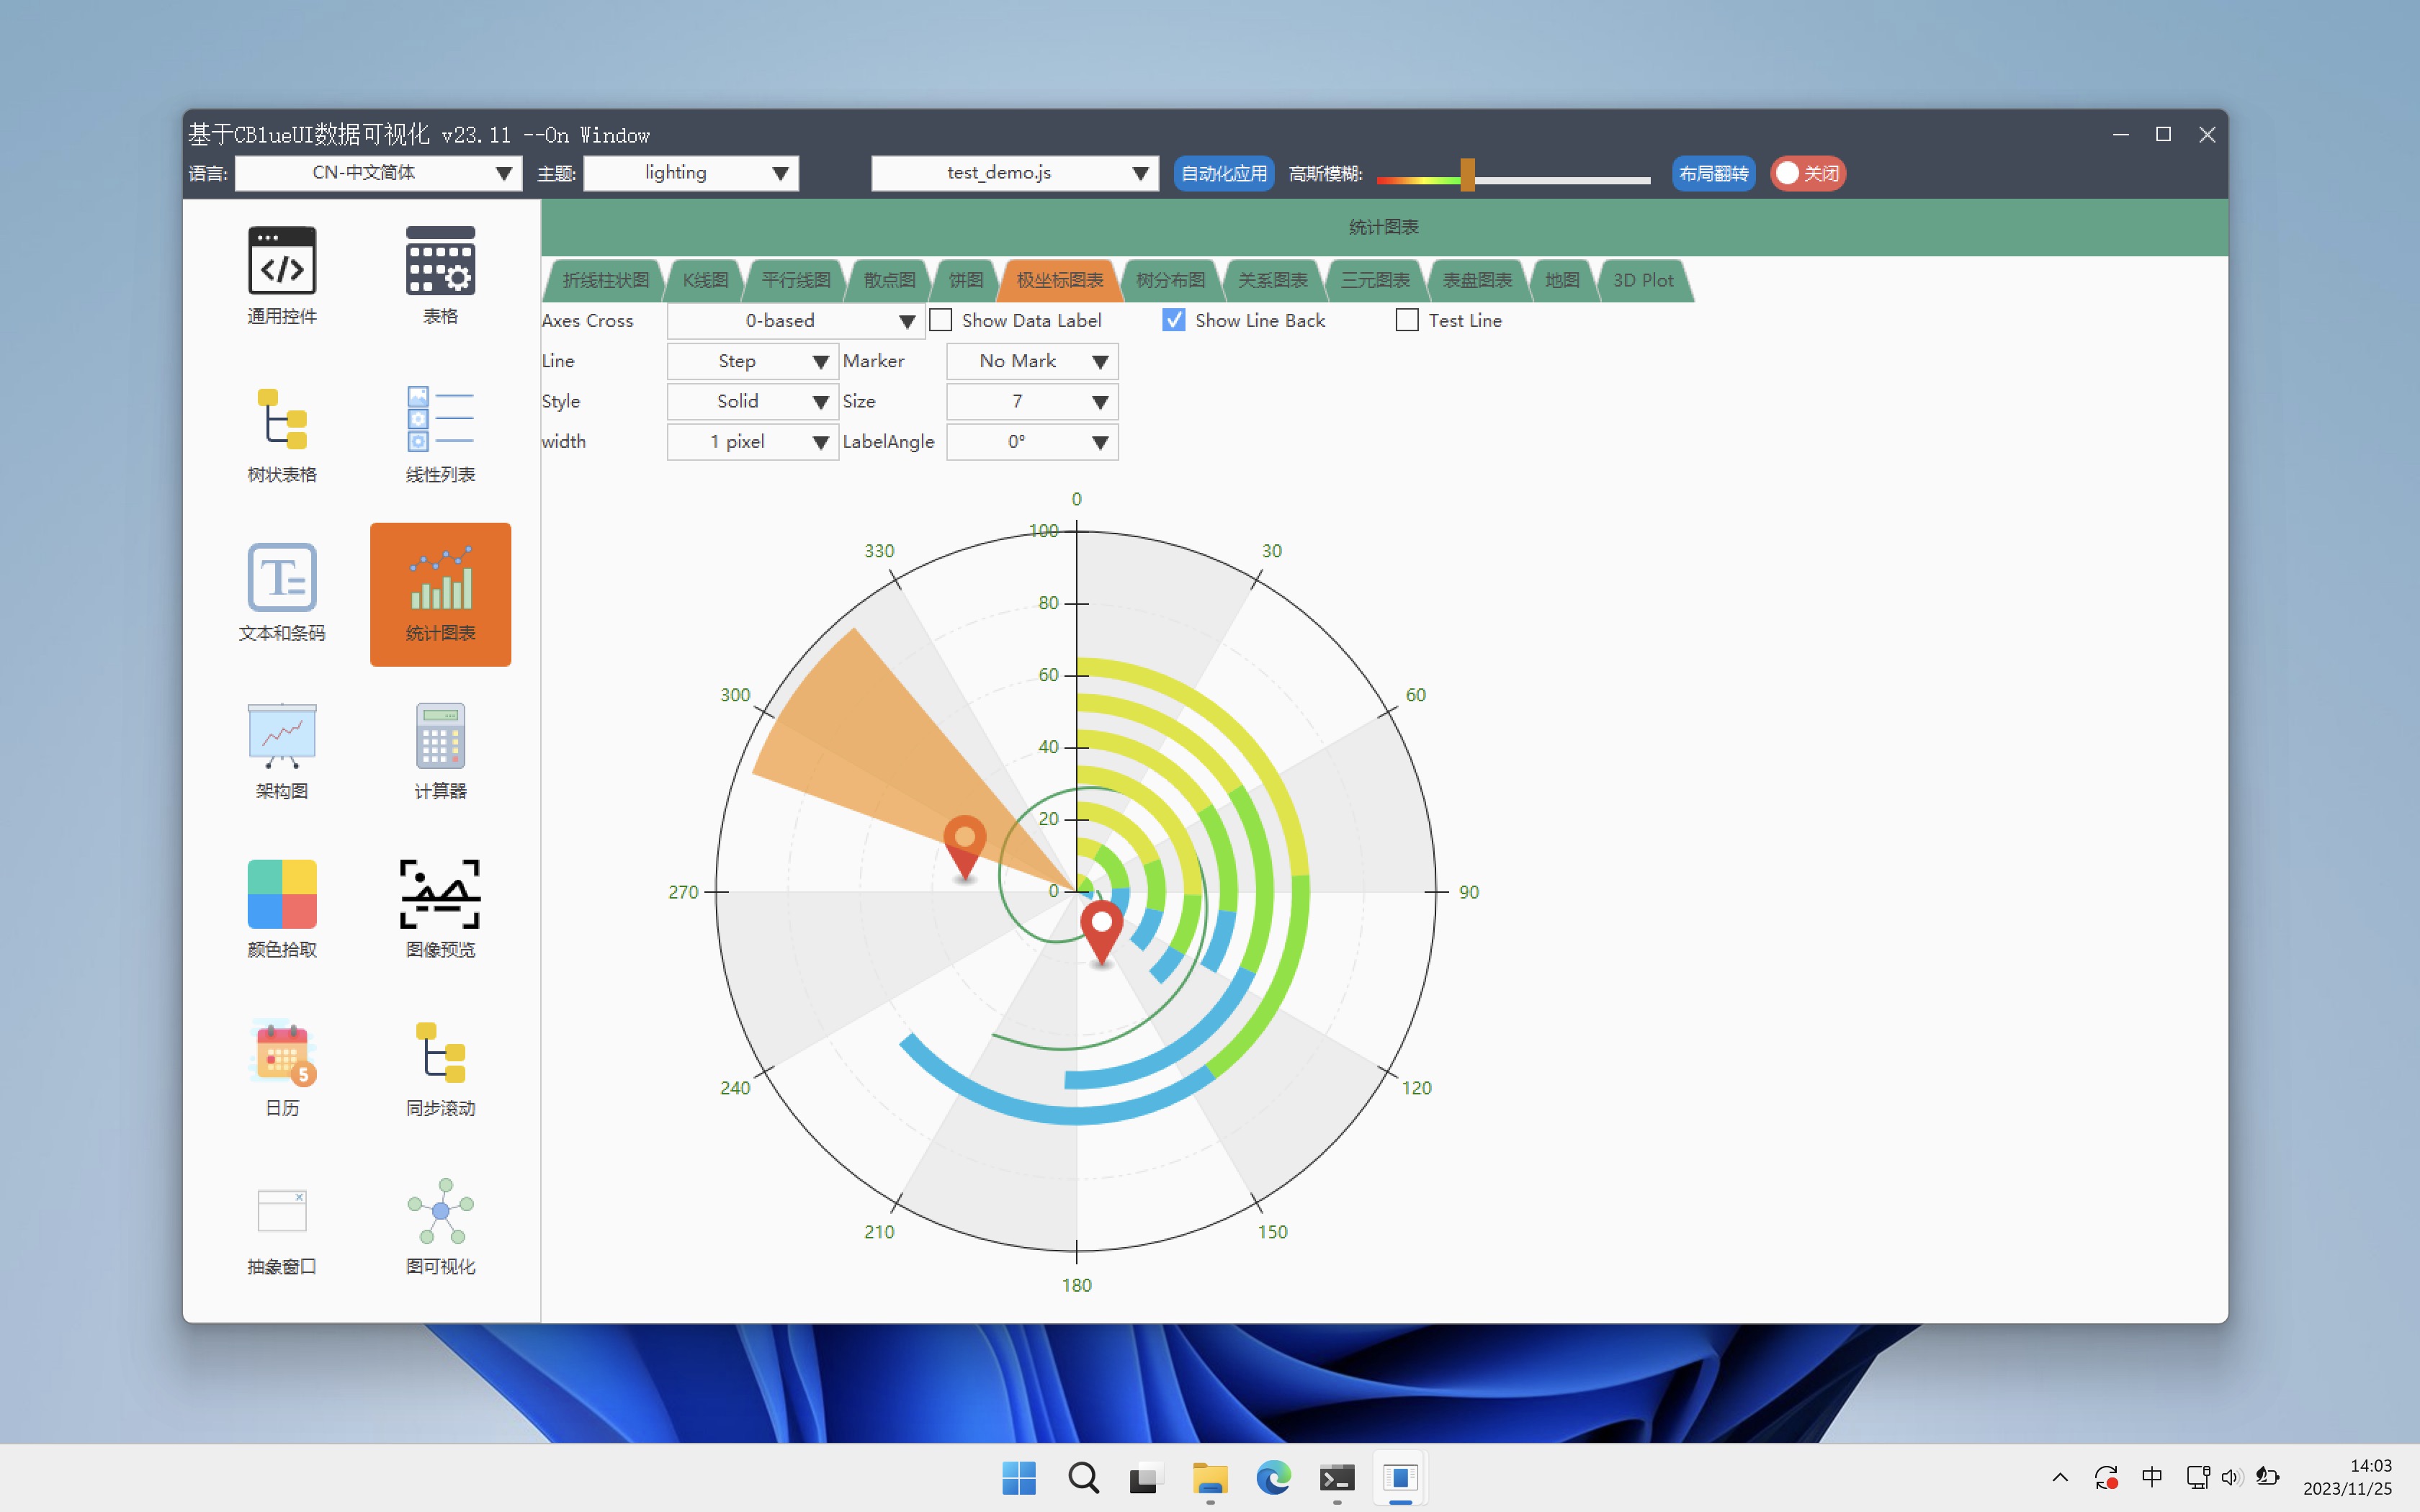 基于CBlueUI数据可视化 v23.11 --On Window
语言: CN-中文简体 主题: lighting test_demo.js 自动化应用 高斯模糊: 布局翻转 关闭
通用控件 表格
树状表格 线性列表
文本和条码 统计图表
架构图 计算器
颜色拾取 图像预览
5
日历 同步滚动
抽象窗口 图可视化
统计图表
折线柱状图 K线图 平行线图 散点图 饼图 极坐标图表 树分布图 关系图表 三元图表 表盘图表 地图 3D Plot
Axes Cross 0-based Show Data Label Show Line Back Test Line
Line Step Marker No Mark
Style Solid Size 7
width 1 pixel LabelAngle 0°
0
100
330 30
80
60
300 60
40
20
270 0 90
240 120
210 150
180
中 14:03
2023/11/25